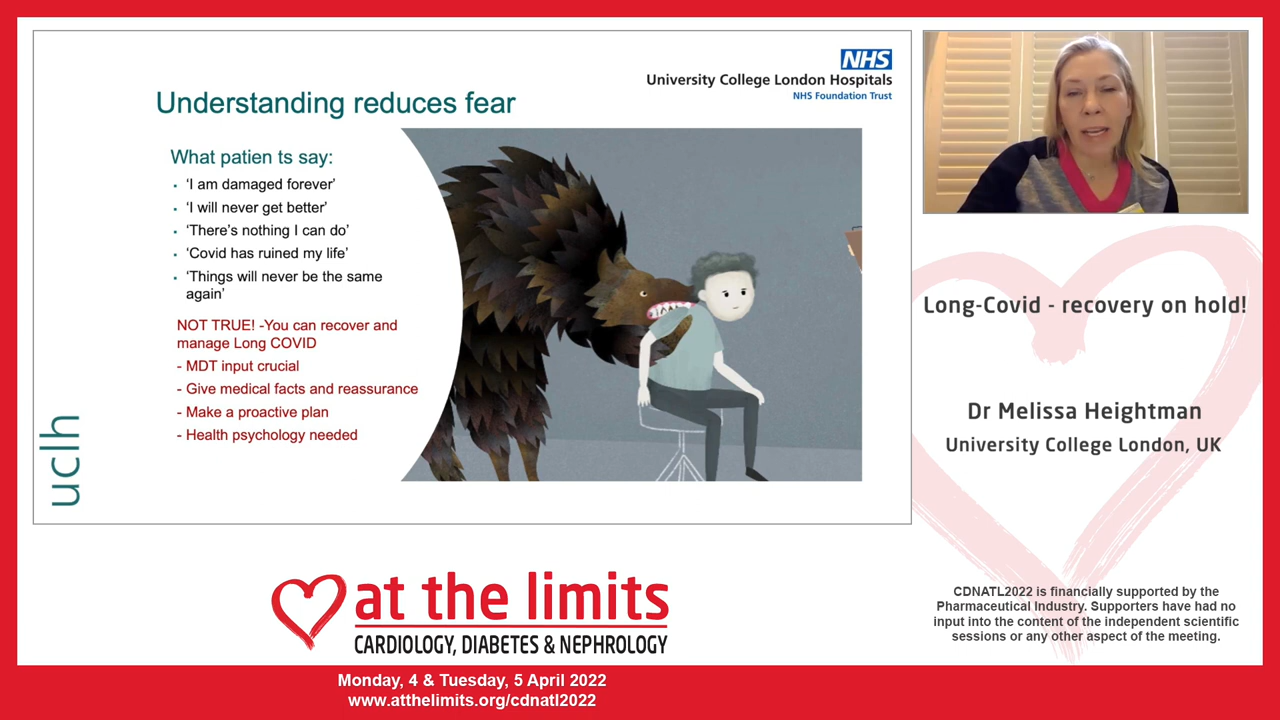 NHS
University College London Hospitals
NHS Foundation Trust
Understanding reduces fear
What patien ts say:
▪ ‘I am damaged forever’
▪ ‘I will never get better’
▪ ‘There’s nothing I can do’
▪ ‘Covid has ruined my life’
▪ ‘Things will never be the same
again’
NOT TRUE! -You can recover and
manage Long COVID
- MDT input crucial
- Give medical facts and reassurance
- Make a proactive plan
- Health psychology needed
uclh
Long-Covid - recovery on hold!
Dr Melissa Heightman
University College London, UK
CDNATL2022 is financially supported by the
Pharmaceutical Industry. Supporters have had no
input into the content of the independent scientific
sessions or any other aspect of the meeting.
at the limits
CARDIOLOGY, DIABETES & NEPHROLOGY
Monday, 4 & Tuesday, 5 April 2022
www.atthelimits.org/cdnatl2022